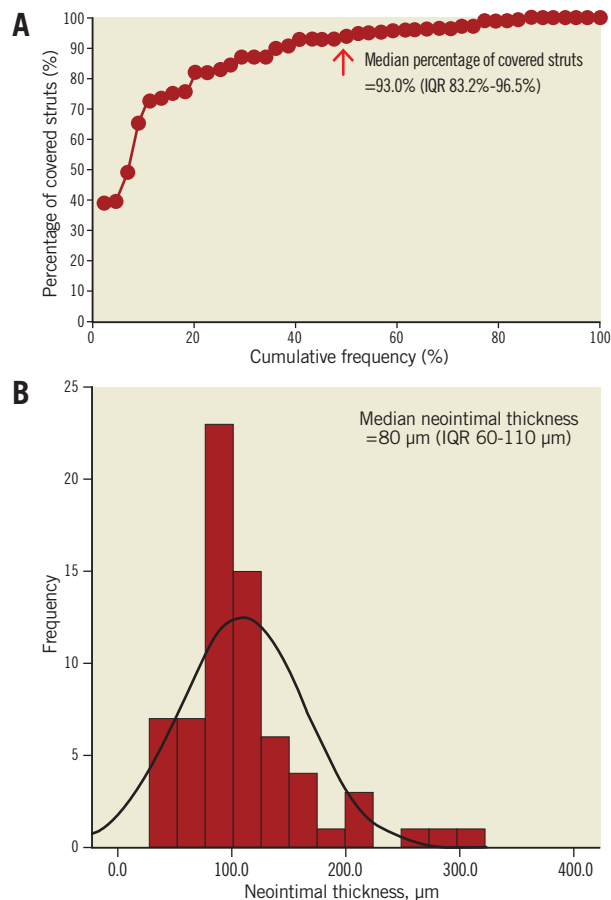 A
Percentage of covered struts (%)
100
90
80
70
60
50
40
30
20
10
0
Median percentage of covered struts
=93.0% (IQR 83.2%-96.5%)
0 20 40 60 80 100
Cumulative frequency (%)
B
Frequency
25
20
15
10
5
0
Median neointimal thickness
=80 µm (IQR 60-110 µm)
0.0 100.0 200.0 300.0 400.0
Neointimal thickness, µm